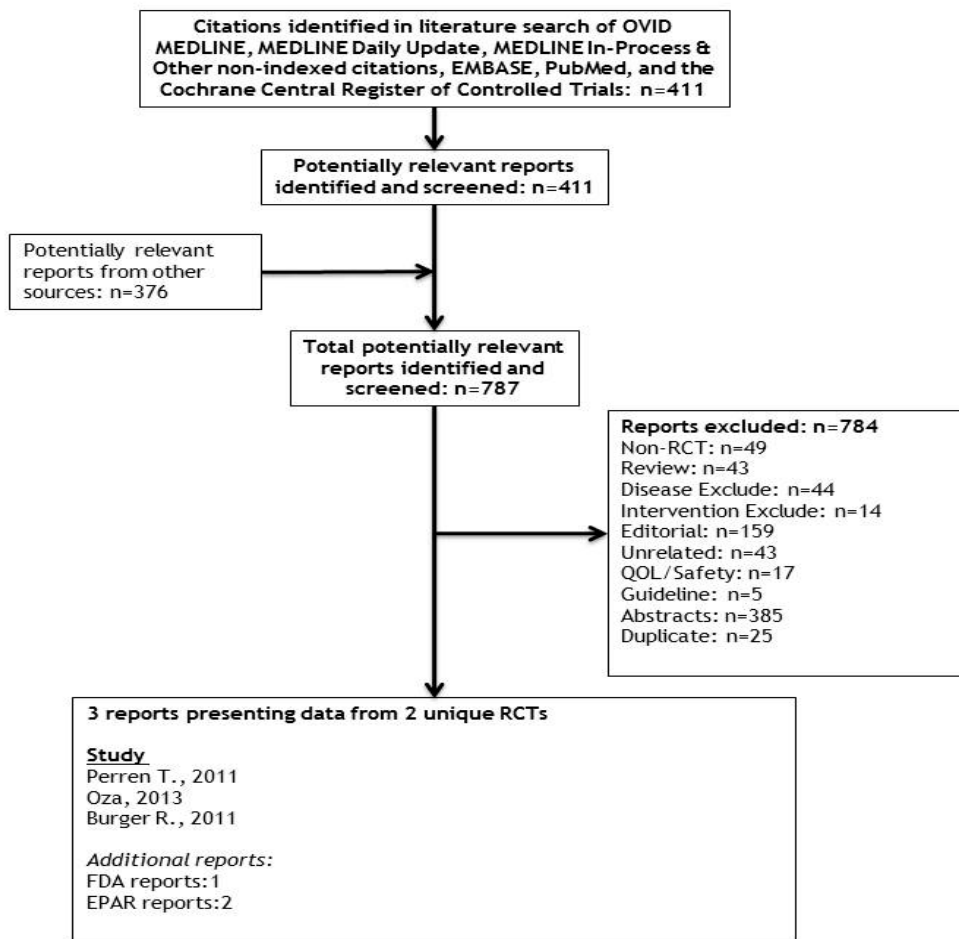 Citations identified in literature search of OVID
MEDLINE, MEDLINE Daily Update, MEDLINE In-Process &
Other non-indexed citations, EMBASE, PubMed, and the
Cochrane Central Register of Controlled Trials: n=411
Potentially relevant reports
identified and screened: n=411
Potentially relevant
reports from other
sources: n=376
Total potentially relevant
reports identified and
screened: n=787
Reports excluded: n=784
Non-RCT: n=49
Review: n=43
Disease Exclude: n=44
Intervention Exclude: n=14
Editorial: n=159
Unrelated: n=43
QOL/Safety: n=17
Guideline: n=5
Abstracts: n=385
Duplicate: n=25
3 reports presenting data from 2 unique RCTs
Study
Perren T., 2011
Oza, 2013
Burger R., 2011
Additional reports:
FDA reports:1
EPAR reports:2